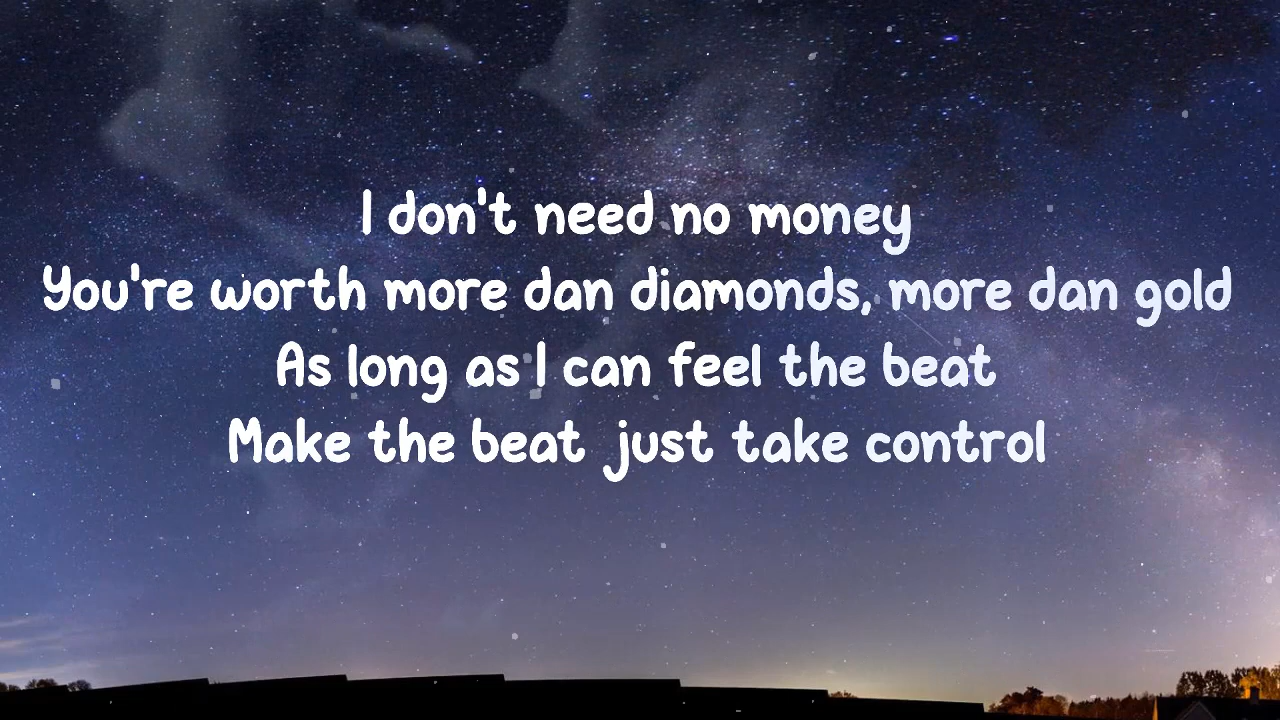 I don't need no money
You're worth more dan diamonds, more dan gold
As long as I can feel the beat
Make the beat just take control